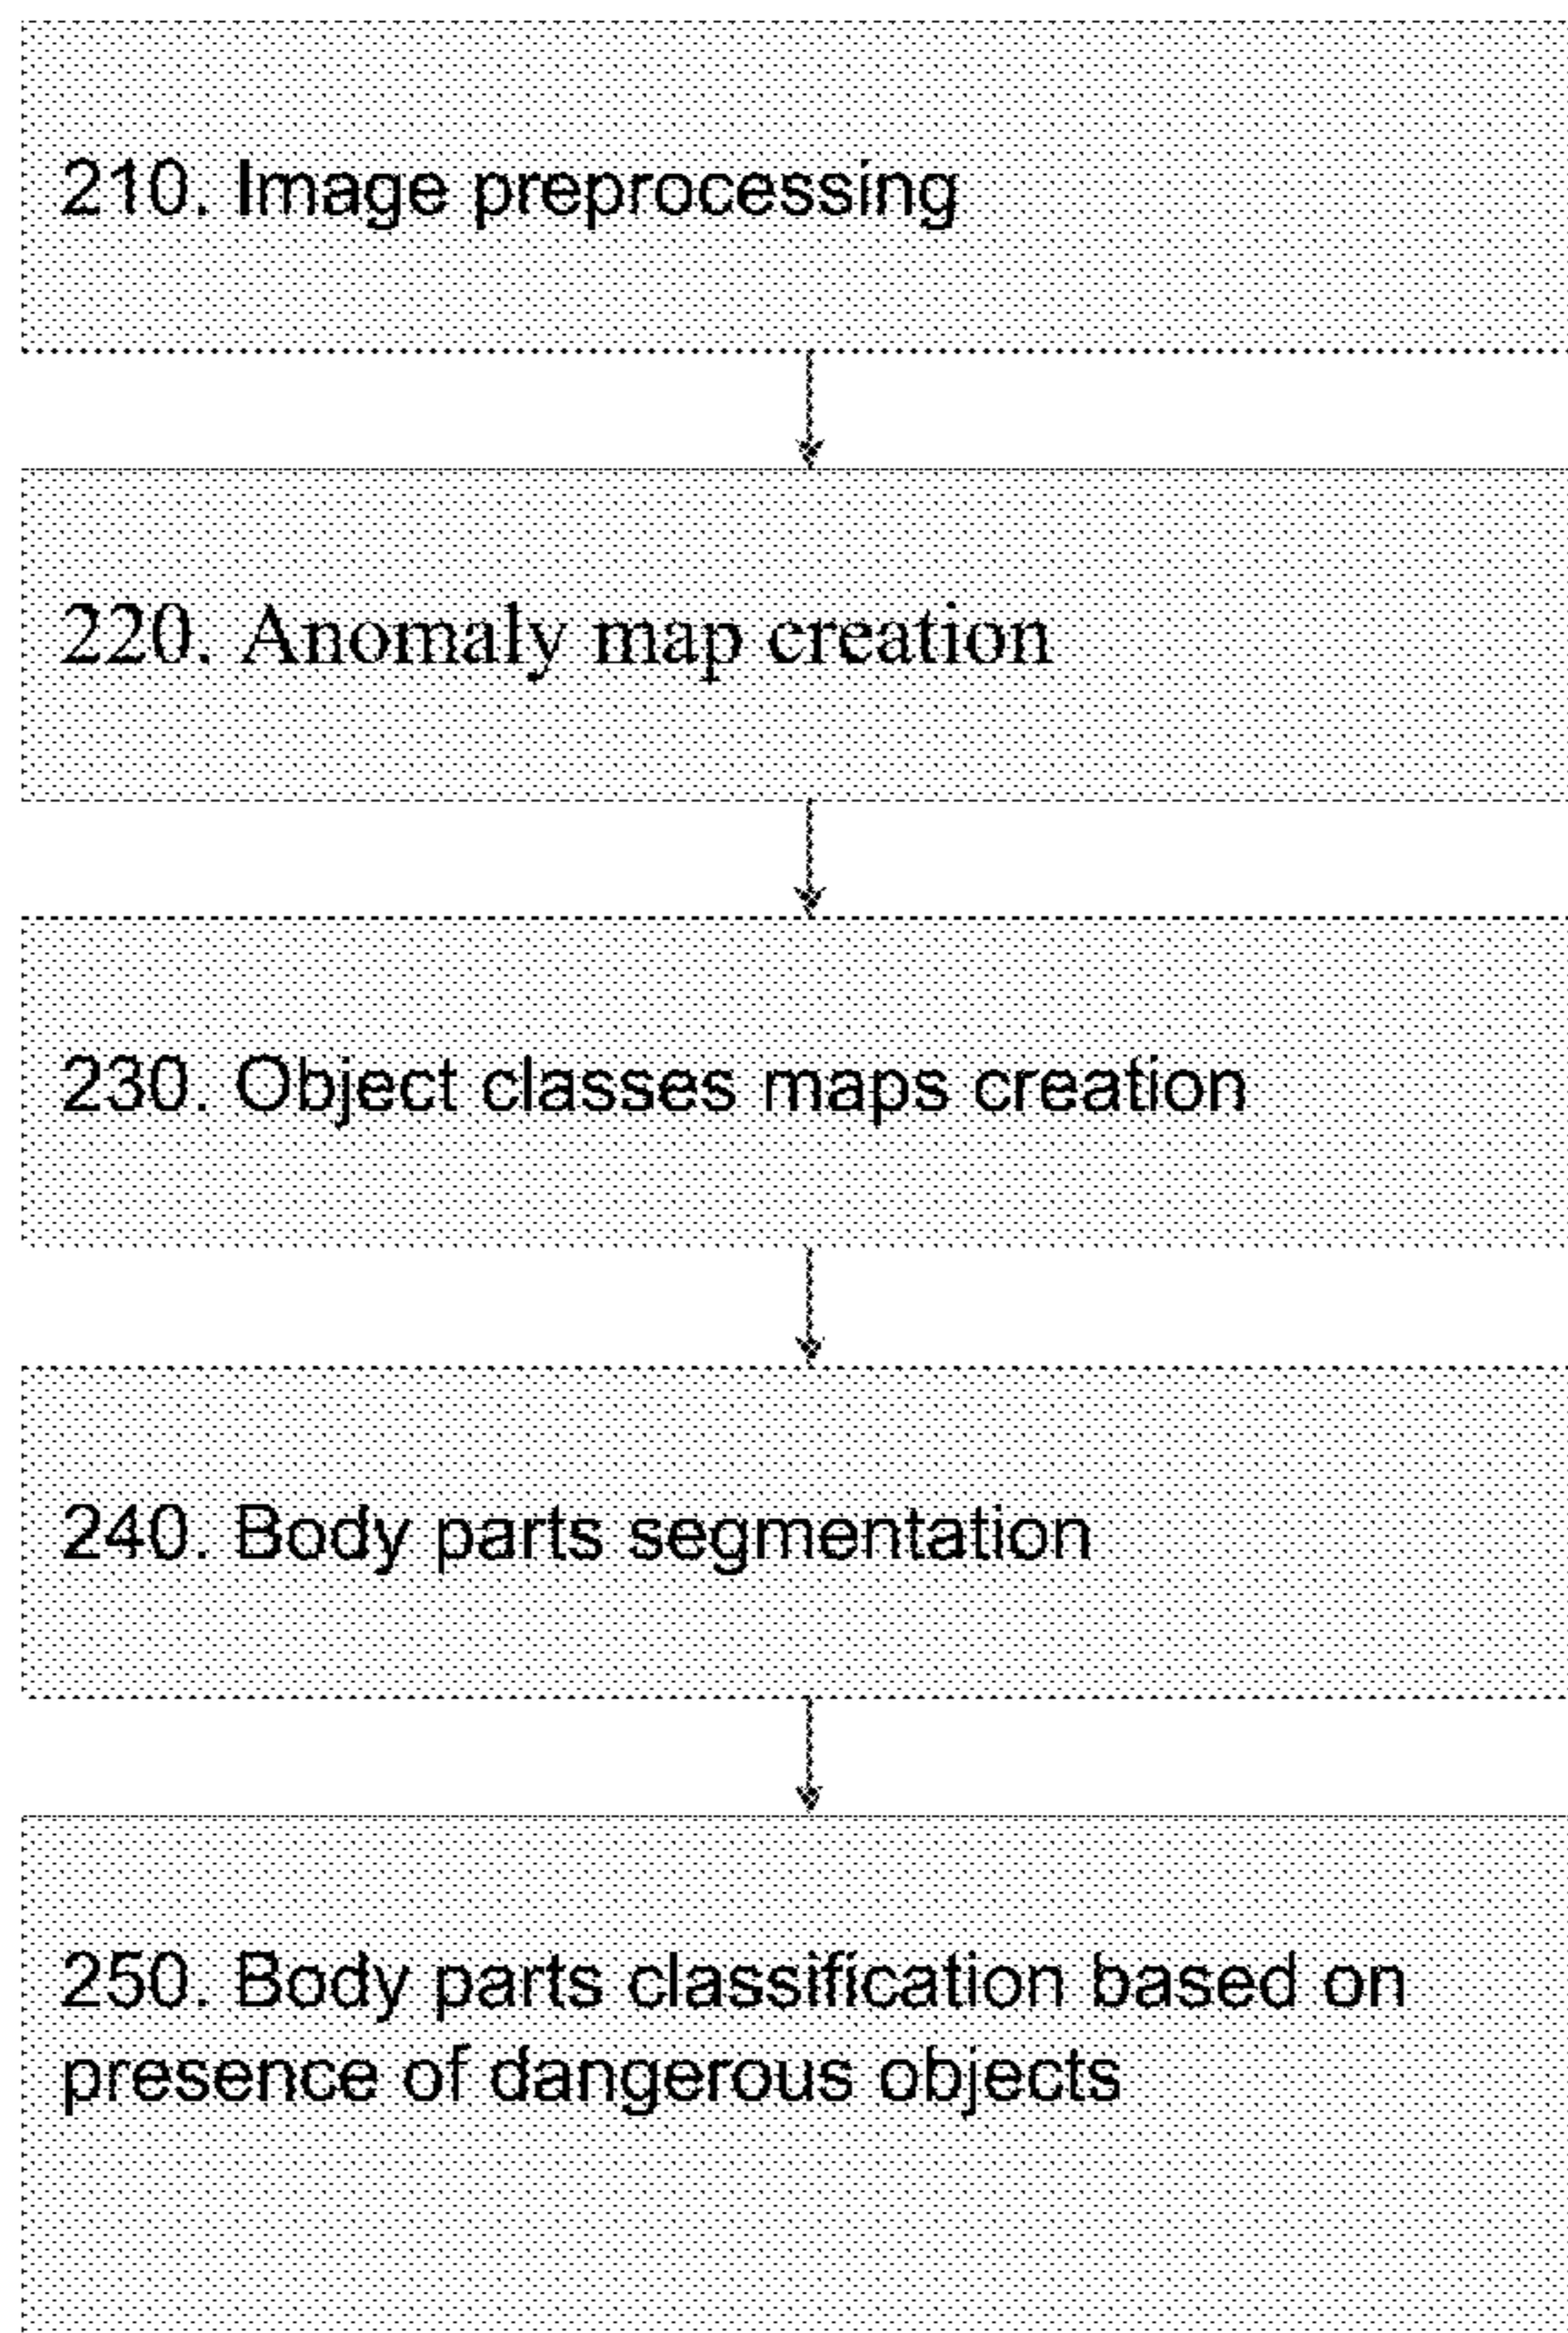 210. Image preprocessing
220. Anomaly map creation
230. Object classes maps creation
240. Body parts segmentation
250. Body parts classification based on
presence of dangerous objects